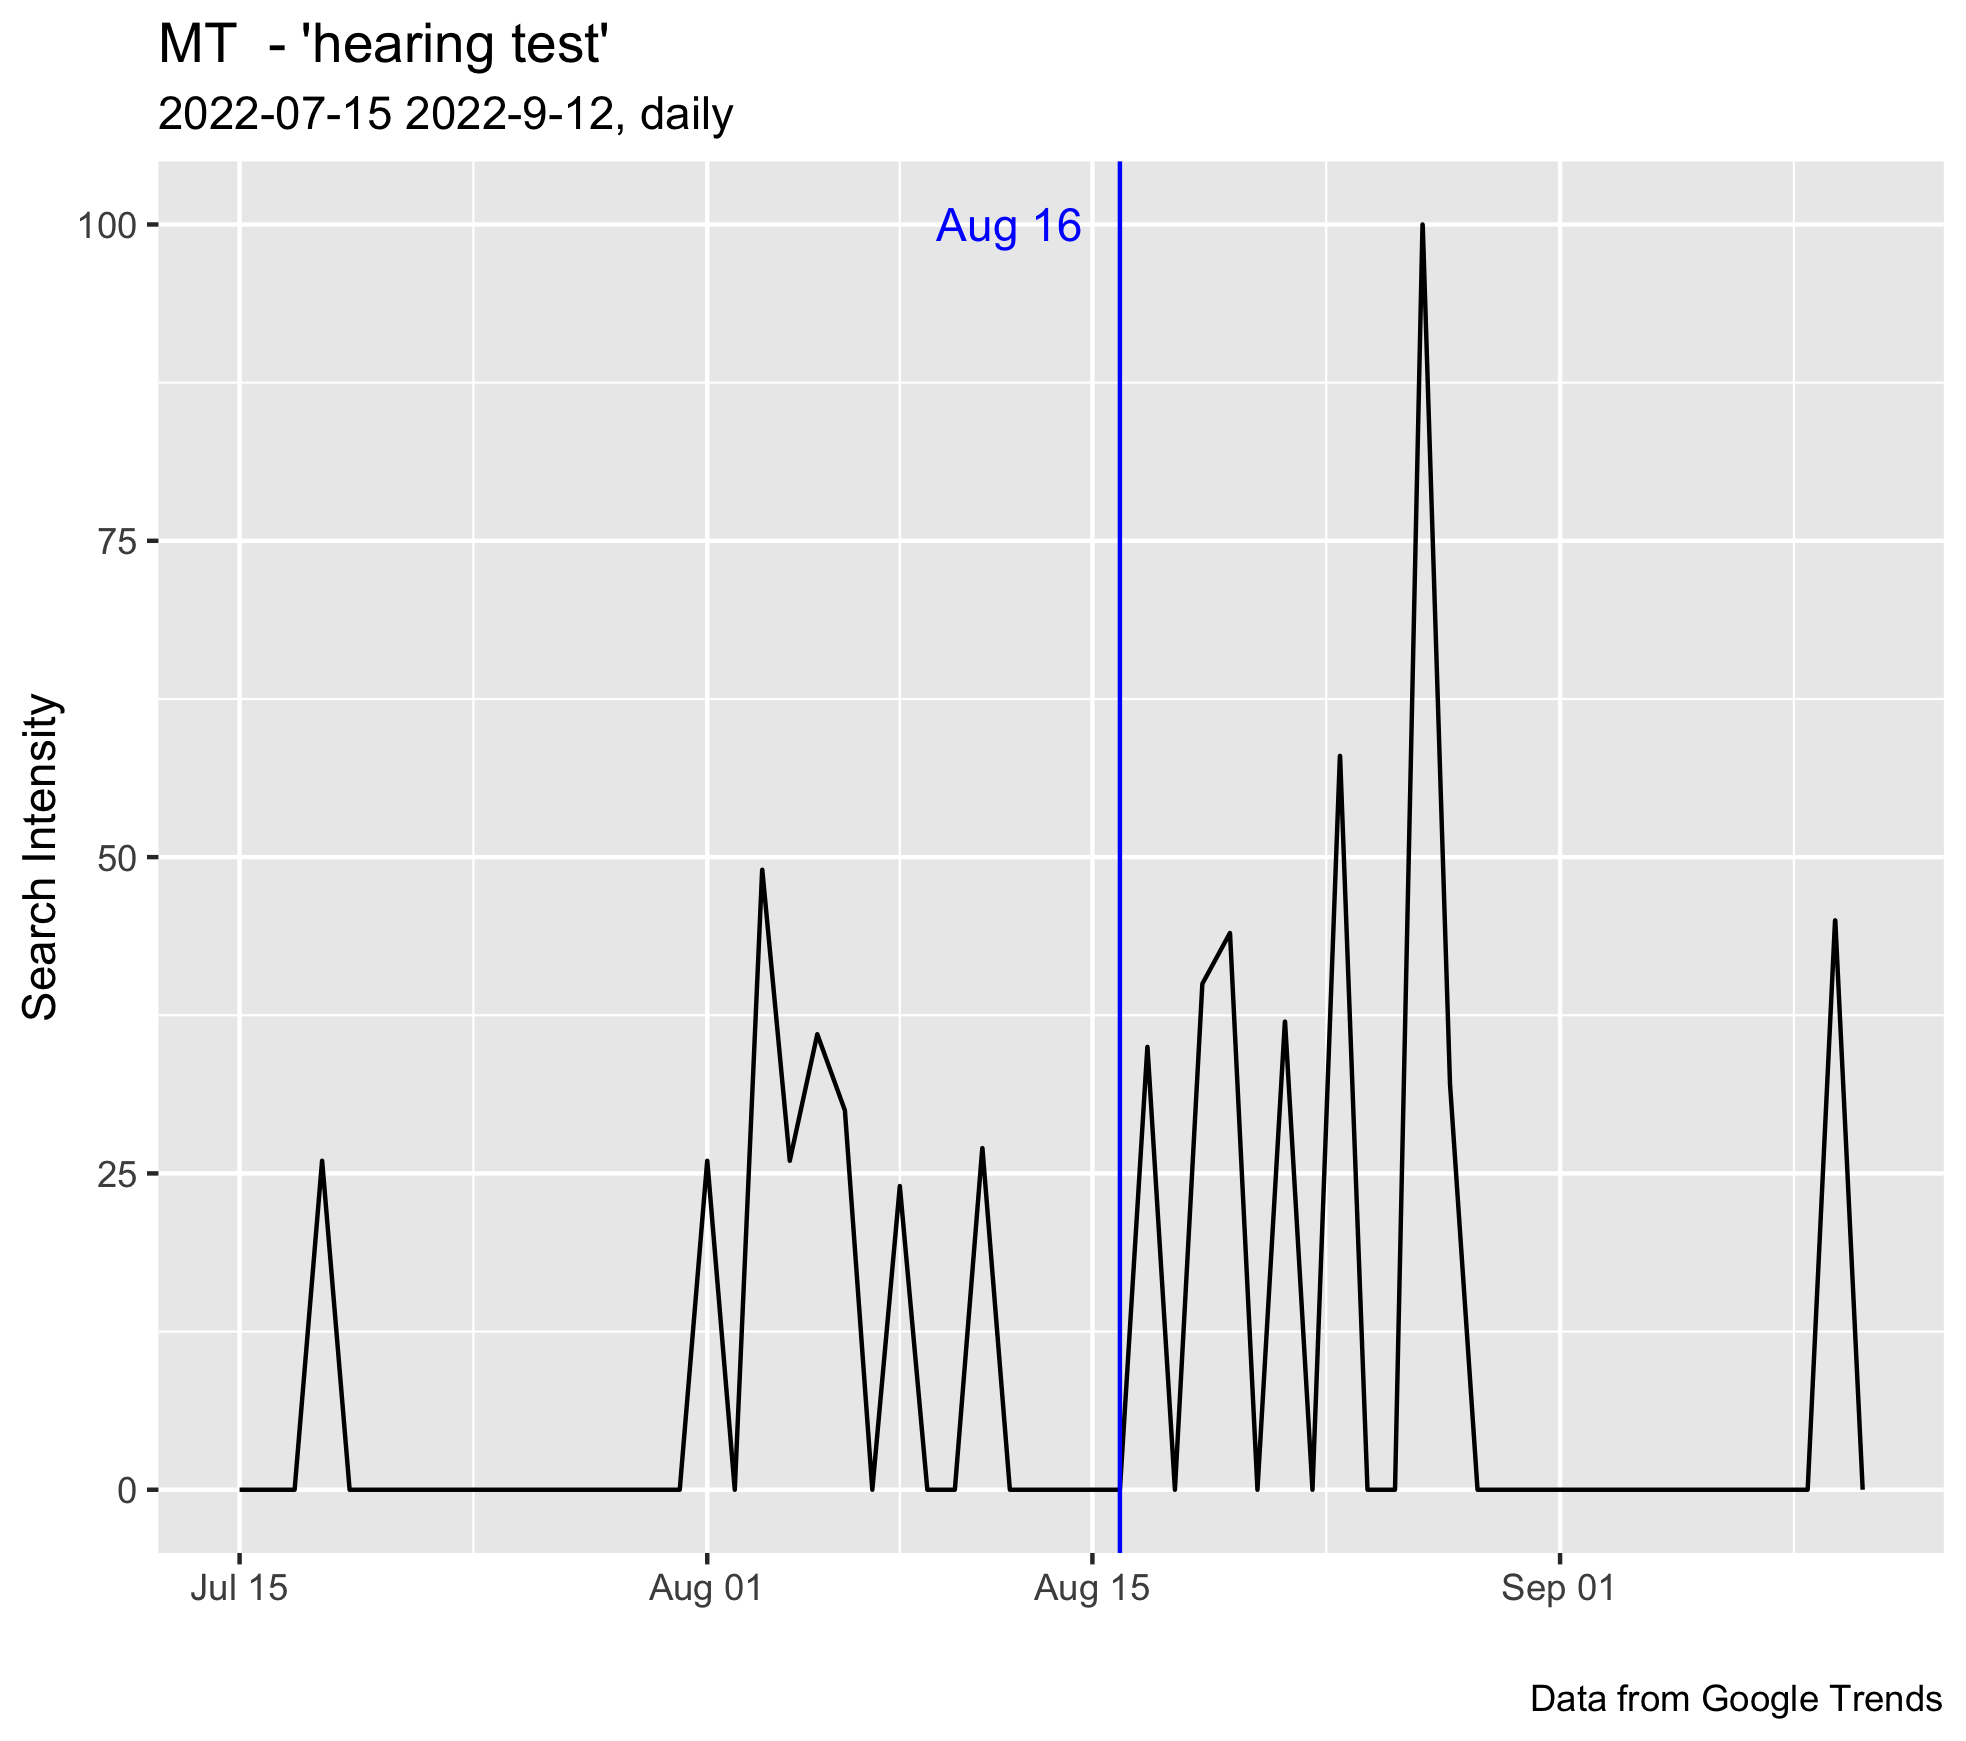 MT  - 'hearing test'
2022-07-15 2022-9-12, daily
Aug 16
100
75
50
25
0
Search Intensity
Jul 15
Aug 01
Aug 15
Sep 01
Data from Google Trends